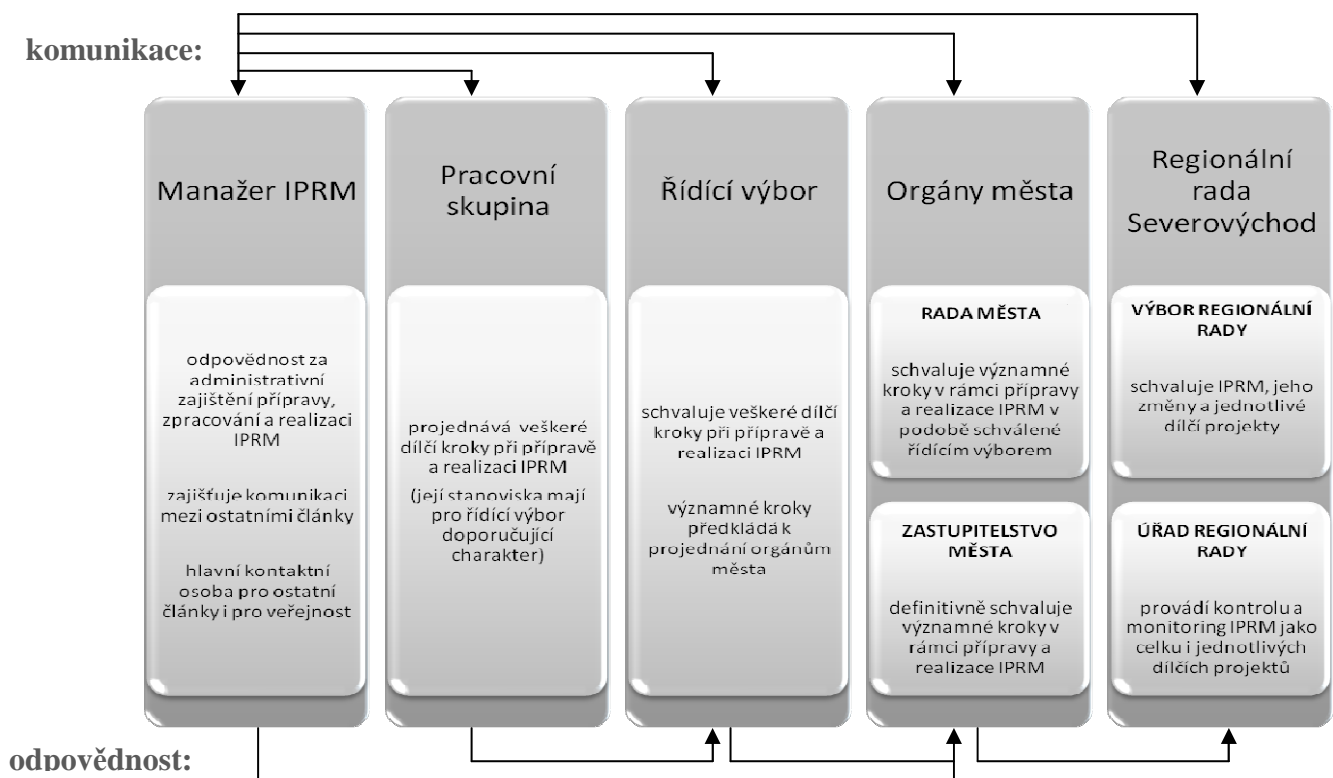 komunikace:
Manažer IPRM
odpovědnost za
administrativní
zajištění přípravy,
zpracování a realizaci
IPRM
zajišťuje komunikaci
mezi ostatními články
hlavní kontaktní
osoba pro ostatní
články i pro veřejnost
Pracovní
skupina
projednává veškeré
dílčí kroky při přípravě
a realizaci IPRM
(její stanoviska mají
pro řídící výbor
doporučující
charakter)
Řídící výbor
schvaluje veškeré dílčí
kroky při přípravě a
realizaci IPRM
významné kroky
předkládá k
projednání orgánům
města
Orgány města
RADA MĚSTA
schvaluje významné
kroky v rámci přípravy
a realizace IPRM v
podobě schválené
řídícím výborem
ZASTUPITELSTVO
MĚSTA
definitivně schvaluje
významné kroky v
rámci přípravy a
realizace IPRM
Regionální
rada
Severovýchod
VÝBOR REGIONÁLNÍ
RADY
schvaluje IPRM, jeho
změny a jednotlivé
dílčí projekty
ÚŘAD REGIONÁLNÍ
RADY
provádí kontrolu a
monitoring IPRM jako
celku i jednotlivých
dílčích projektů
odpovědnost: